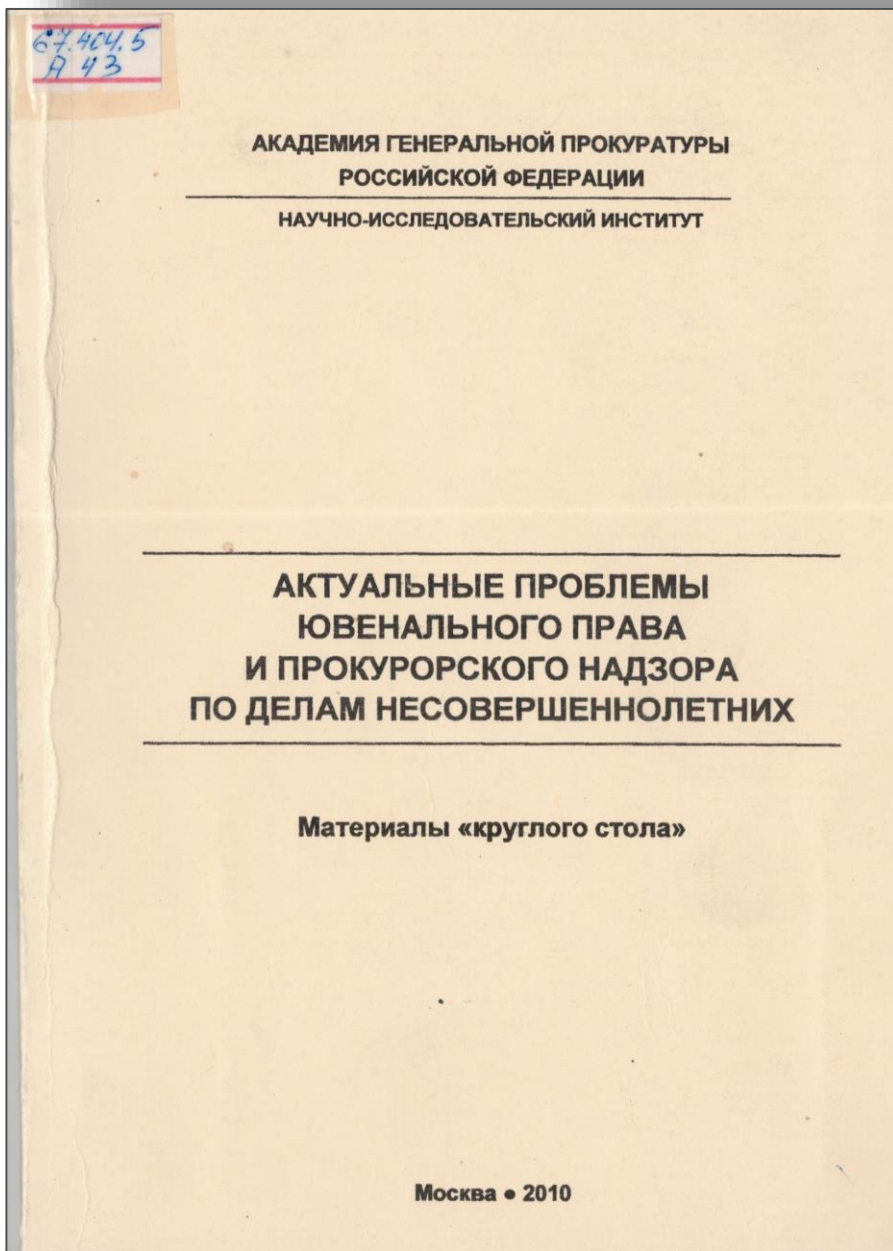 67.404.5
А 43
АКАДЕМИЯ ГЕНЕРАЛЬНОЙ ПРОКУРАТУРЫ
РОССИЙСКОЙ ФЕДЕРАЦИИ
НАУЧНО-ИССЛЕДОВАТЕЛЬСКИЙ ИНСТИТУТ
АКТУАЛЬНЫЕ ПРОБЛЕМЫ
ЮВЕНАЛЬНОГО ПРАВА
И ПРОКУРОРСКОГО НАДЗОРА
ПО ДЕЛАМ НЕСОВЕРШЕННОЛЕТНИХ
Материалы «круглого стола»
Москва ● 2010